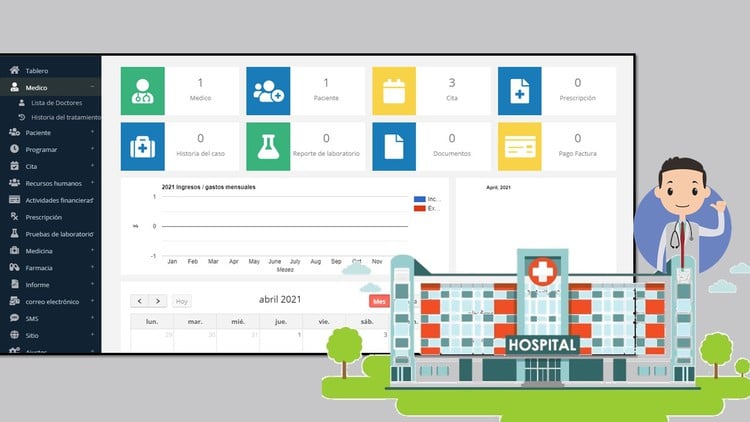 Tablero
Medico
Lista de Doctores
Historia del tratamiento
Paciente
Programar
Cita
Recursos humanos
Actividades financieras
Prescripción
Pruebas de laboratorio
Medicina
Farmacia
Informe
correo electrónico
SMS
Sitio
Ajustes
1
Medico
1
Paciente
3
Cita
0
Prescripción
0
Historia del caso
0
Reporte de laboratorio
0
Documentos
0
Pago Factura
2021 Ingresos / gastos mensuales
1
0
-1
Inc...
Ex...
Jan Feb Mar Apr May June July Aug Sep Oct Nov
Mesez
April, 2021
Hoy
abril 2021
Mes
lun. mar. mié. jue. vie. sáb.
29 30 31 1 2 3
HOSPITAL